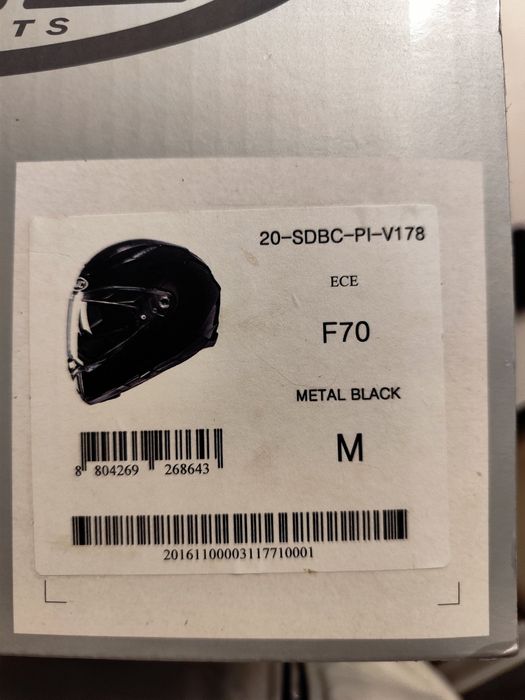 TS
20-SDBC-PI-V178
ECE
F70
METAL BLACK
M
8 804269 268643
20161100003117710001